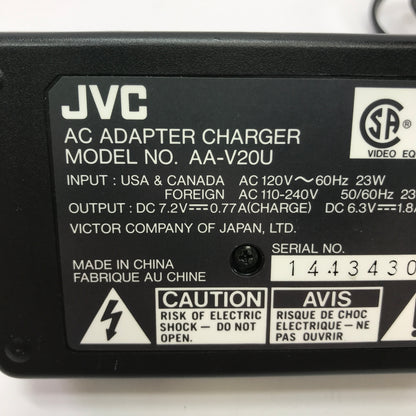 JVC
AC ADAPTER CHARGER
MODEL NO. AA-V20U
INPUT : USA & CANADA AC 120V~60Hz 23W
FOREIGN AC 110-240V 50/60Hz
OUTPUT : DC 7.2V⎓0.77A(CHARGE) DC 6.3V⎓
VICTOR COMPANY OF JAPAN, LTD.
SA
VIDEO
SERIAL NO.
MADE IN CHINA
FABRIQUE AU CHINE
1443430
CAUTION
RISK OF ELECTRIC
SHOCK — DO NOT
OPEN.
AVIS
RISQUE DE CHOC
ELECTRIQUE — NE
PAS OUVRIR